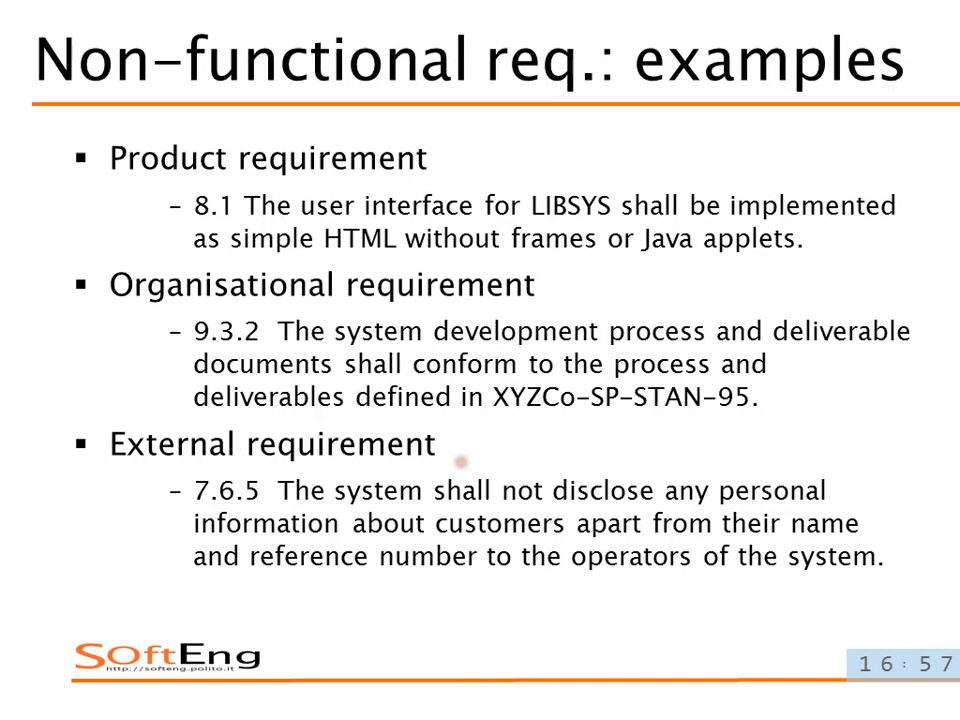 Non-functional req.: examples
▪ Product requirement
– 8.1 The user interface for LIBSYS shall be implemented
as simple HTML without frames or Java applets.
▪ Organisational requirement
– 9.3.2 The system development process and deliverable
documents shall conform to the process and
deliverables defined in XYZCo-SP-STAN-95.
▪ External requirement
– 7.6.5 The system shall not disclose any personal
information about customers apart from their name
and reference number to the operators of the system.
SOftEng
http://softeng.polito.it
16:57